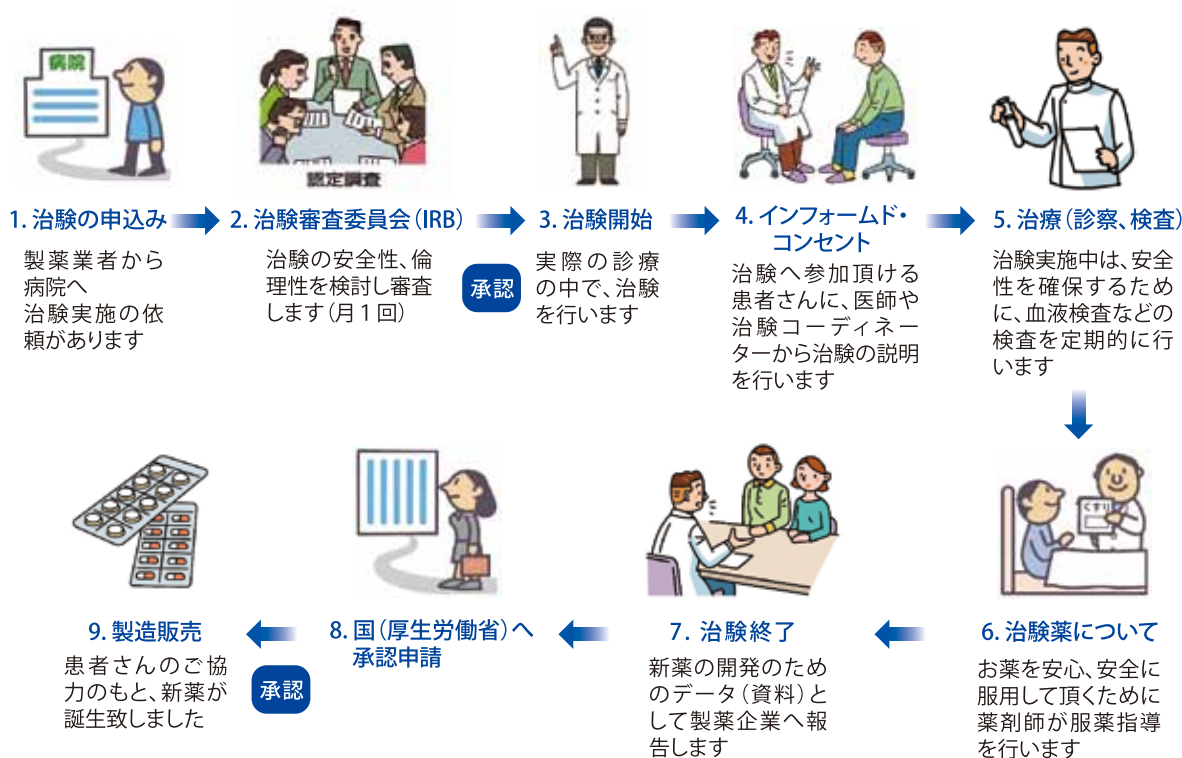 病院
認定調査
1. 治験の申込み
製薬業者から
病院へ
治験実施の依
頼があります
2. 治験審査委員会(IRB)
治験の安全性、倫
理性を検討し審査
します(月1回)
承認
3. 治験開始
実際の診療
の中で、治験
を行います
4. インフォームド・
コンセント
治験へ参加頂ける
患者さんに、医師や
治験コーディネー
ターから治験の説明
を行います
5. 治療(診察、検査)
治験実施中は、安全
性を確保するため
に、血液検査などの
検査を定期的に行
います
くすり
6. 治験薬について
お薬を安心、安全に
服用して頂くために
薬剤師が服薬指導
を行います
7. 治験終了
新薬の開発のため
のデータ(資料)と
して製薬企業へ報
告します
8. 国(厚生労働省)へ
承認申請
承認
9. 製造販売
患者さんのご協
力のもと、新薬が
誕生致しました